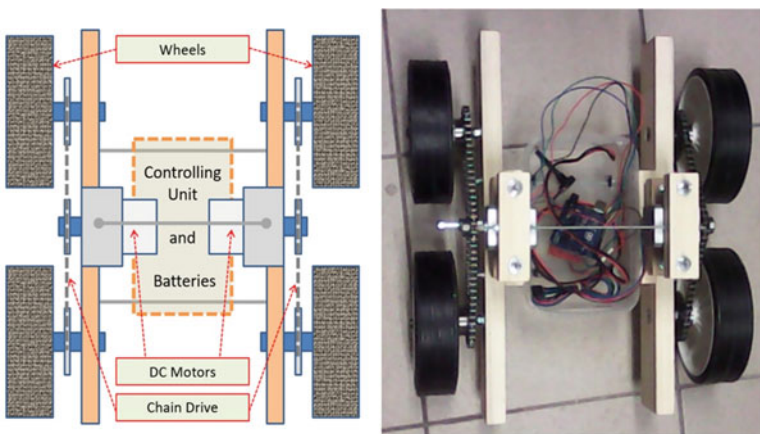 Wheels
Controlling
Unit
and
Batteries
DC Motors
Chain Drive